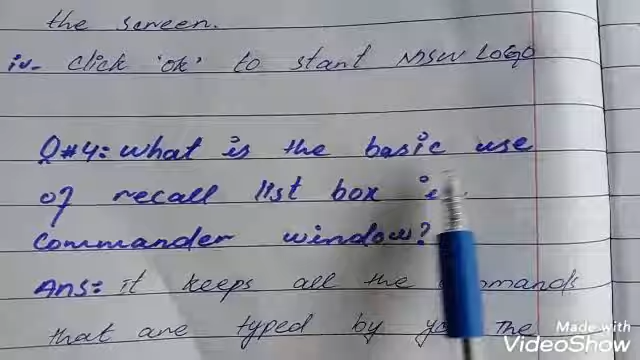 the screen.
iv- click 'ok' to start MSW LOGO
Q#4: what is the basic use
of recall list box
commander window?
Ans: it keeps all the
that are typed by the
Made with
VideoShow